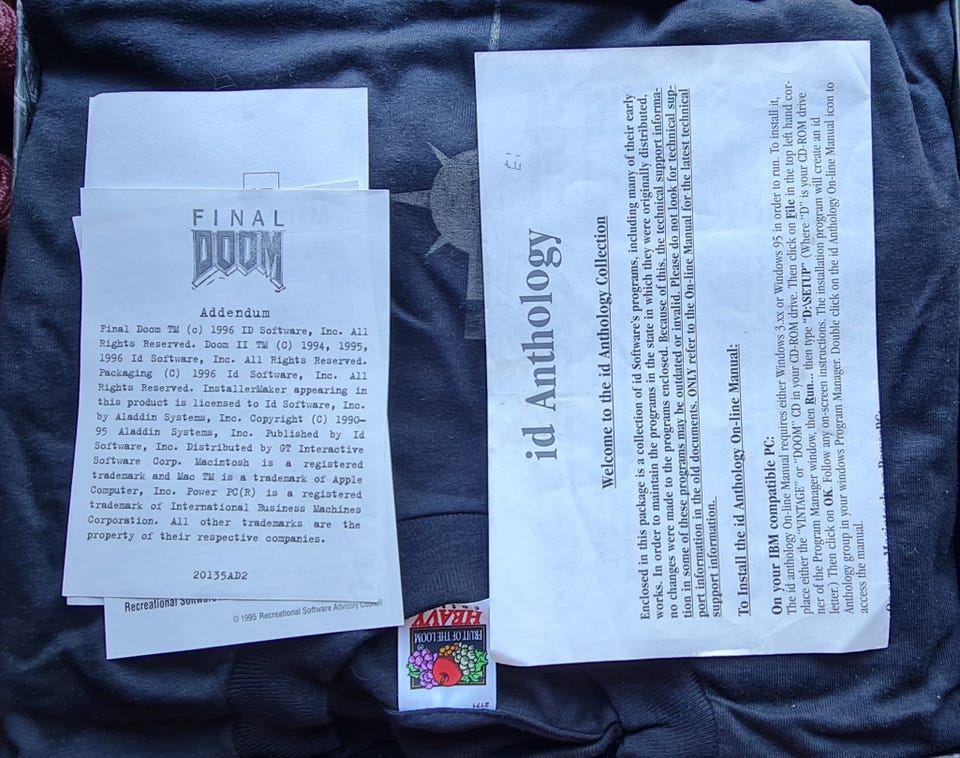 FINAL
DOOM
Addendum
Final Doom TM (c) 1996 ID Software, Inc. All
Rights Reserved. Doom II TM (C) 1994, 1995,
1996 Id Software, Inc. All Rights Reserved.
Packaging (C) 1996 Id Software, Inc. All
Rights Reserved. InstallerMaker appearing in
this product is licensed to Id Software, Inc.
by Aladdin Systems, Inc. Copyright (C) 1990-
95 Aladdin Systems, Inc. Published by Id
Software, Inc. Distributed by GT Interactive
Software Corp. Macintosh is a registered
trademark and Mac TM is a trademark of Apple
Computer, Inc. Power PC(R) is a registered
trademark of International Business Machines
Corporation. All other trademarks are the
property of their respective companies.
20135AD2
Recreational Software
© 1995 Recreational Software Advisory Council
HEAVY
FRUIT OF THE LOOM
2171
id Anthology
Welcome to the id Anthology Collection
Enclosed in this package is a collection of id Software's programs, including many of their early
works. In order to maintain the programs in the state in which they were originally distributed,
no changes were made to the programs enclosed. Because of this, the technical support informa-
tion in some of these programs may be outdated or invalid. Please do not look for technical sup-
port information in the old documents. ONLY refer to the On-line Manual for the latest technical
support information.
To Install the id Anthology On-line Manual:
On your IBM compatible PC:
The id anthology On-line Manual requires either Windows 3.xx or Windows 95 in order to run. To install it,
place either the "VINTAGE" or "DOOM" CD in your CD-ROM drive. Then click on File in the top left hand cor-
ner of the Program Manager window, then Run... then type "D:\SETUP" (Where "D" is your CD-ROM drive
letter.) Then click on OK. Follow any on-screen instructions. The installation program will create an id
Anthology group in your windows Program Manager. Double click on the id Anthology On-line Manual icon to
access the manual.